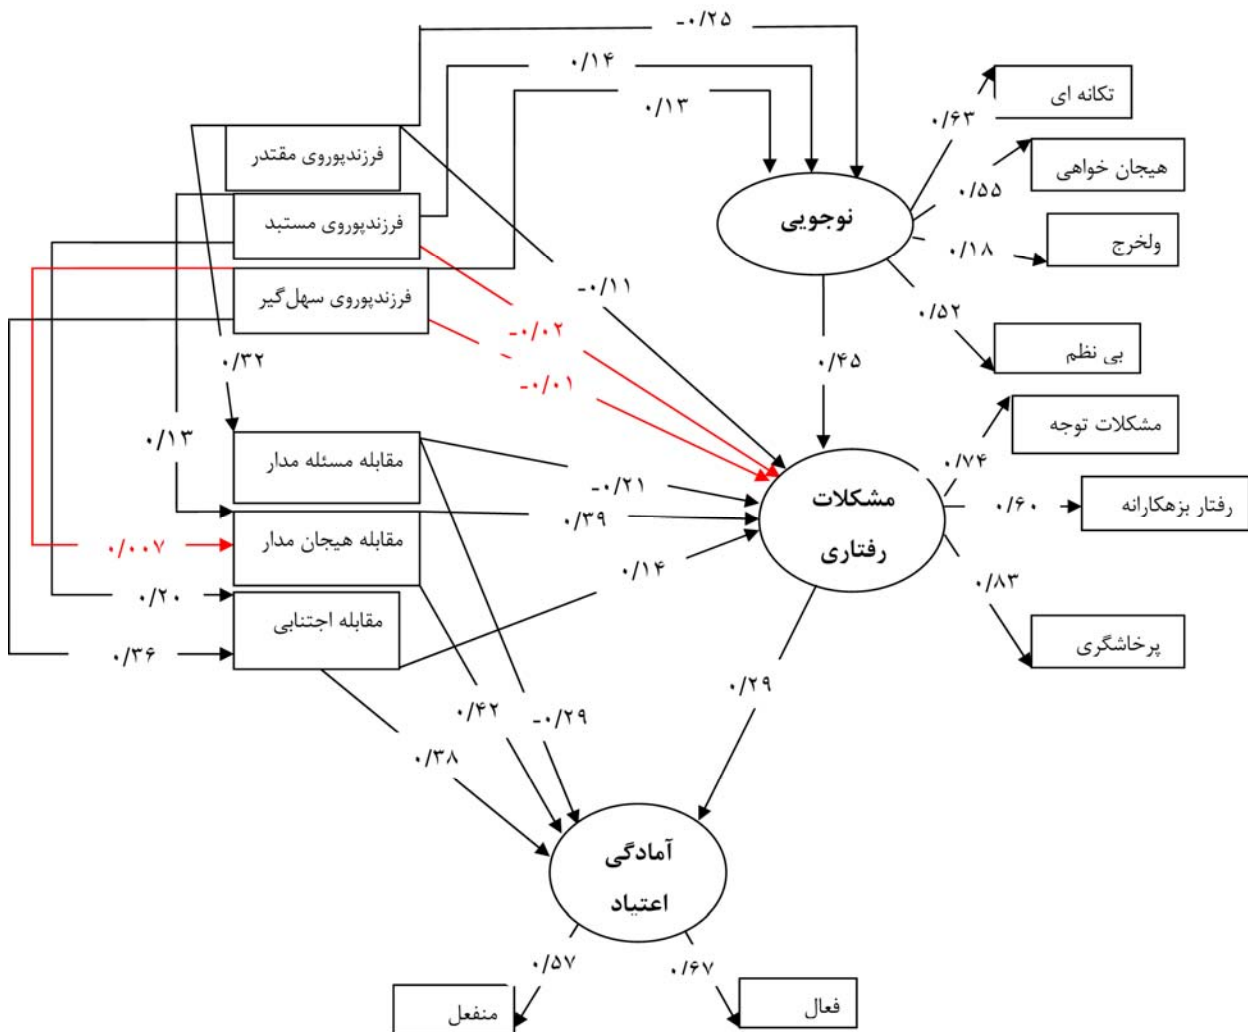 -۰/۲۵
۰/۱۴
۰/۱۳
تکانه ای
۰/۶۳
فرزندپوروی مقتدر
هیجان خواهی
۰/۵۵
نوجویی
فرزندپوروی مستبد
ولخرج
۰/۱۸
فرزندپوروی سهل‌گیر
-۰/۱۱
-۰/۰۲
۰/۵۲
بی نظم
۰/۳۲
۰/۴۵
-۰/۰۱
مشکلات توجه
۰/۱۳
مقابله مسئله مدار
۰/۷۴
-۰/۲۱
مشکلات
رفتاری
۰/۶۰
رفتار بزهکارانه
۰/۳۹
مقابله هیجان مدار
۰/۰۰۷
۰/۱۴
۰/۸۳
۰/۲۰
مقابله اجتنابی
پرخاشگری
۰/۳۶
۰/۲۹
۰/۴۲
-۰/۲۹
۰/۳۸
آمادگی
اعتیاد
۰/۵۷
۰/۶۷
منفعل
فعال